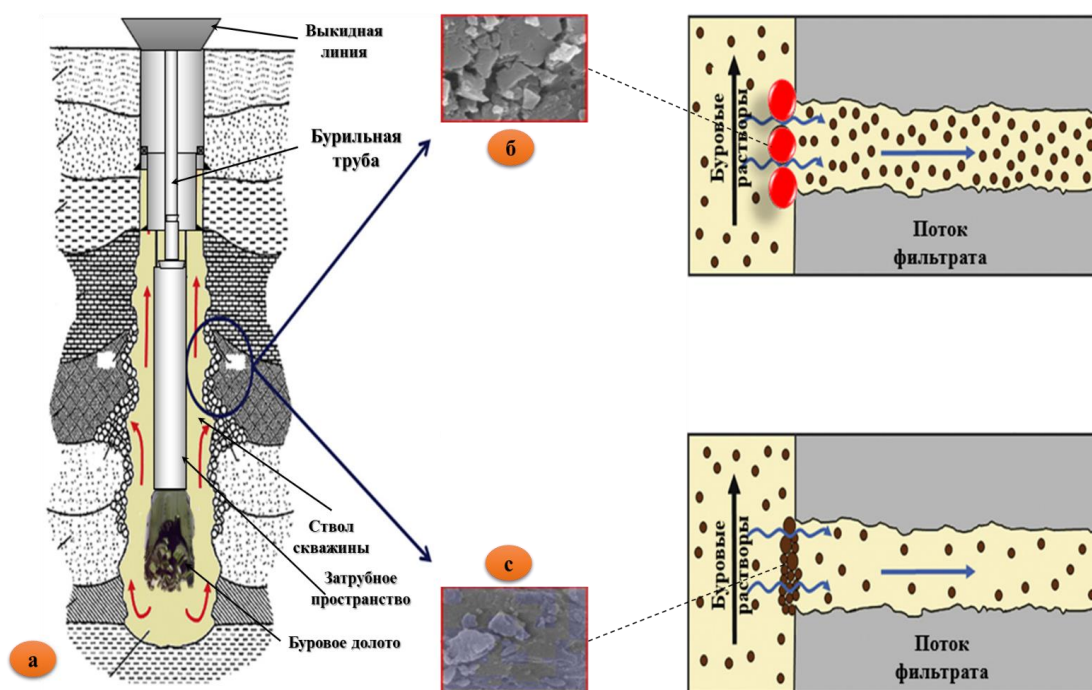 Выкидная
линия
Бурильная
труба
Ствол
скважины
Затрубное
пространство
Буровое долото
а
б
Буровые
растворы
Поток
фильтрата
с
Буровые
растворы
Поток
фильтрата